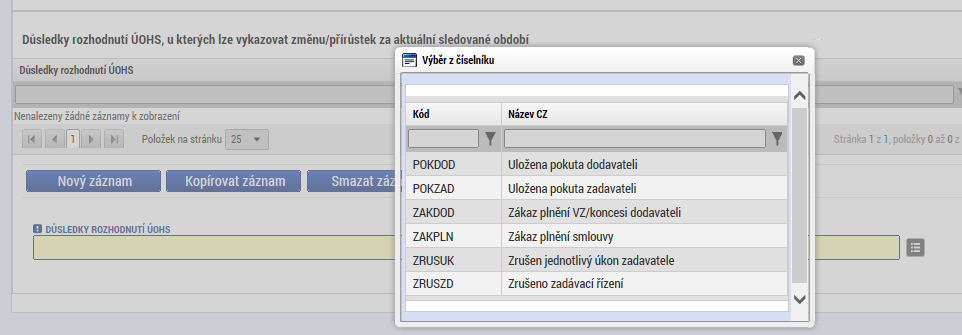 Důsledky rozhodnutí ÚOHS, u kterých lze vykazovat změnu/přírůstek za aktuální sledované období
Důsledky rozhodnutí ÚOHS
Nenalezeny žádné záznamy k zobrazení
1
Položek na stránku
25
Stránka 1 z 1, položky 0 až 0 z
Nový záznam
Kopírovat záznam
Smazat
DŮSLEDKY ROZHODNUTÍ ÚOHS
Výběr z číselníku
Kód Název CZ
POKDOD Uložena pokuta dodavateli
POKZAD Uložena pokuta zadavateli
ZAKDOD Zákaz plnění VZ/koncesi dodavateli
ZAKPLN Zákaz plnění smlouvy
ZRUSUK Zrušen jednotlivý úkon zadavatele
ZRUSZD Zrušeno zadávací řízení